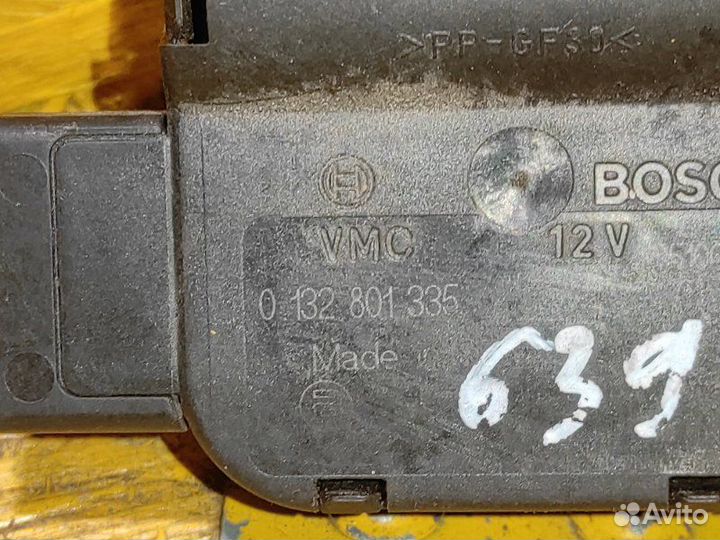 >PP-GF30<
BOSC
VMC 12 V
0 132 801 335
Made
639
Avito